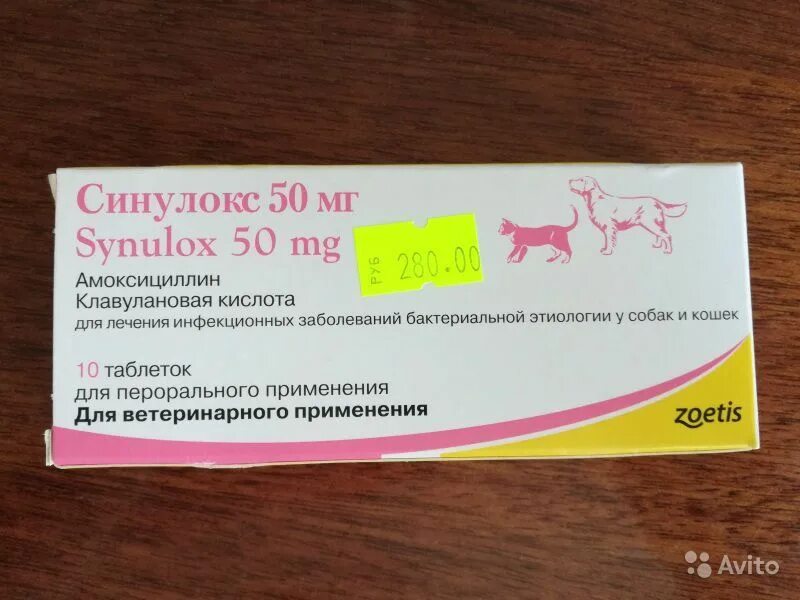 Синулокс 50 мг
Synulox 50 mg
РУБ 280.00
Амоксициллин
Клавулановая кислота
для лечения инфекционных заболеваний бактериальной этиологии у собак и кошек
10 таблеток
для перорального применения
Для ветеринарного применения
zoetis
Avito